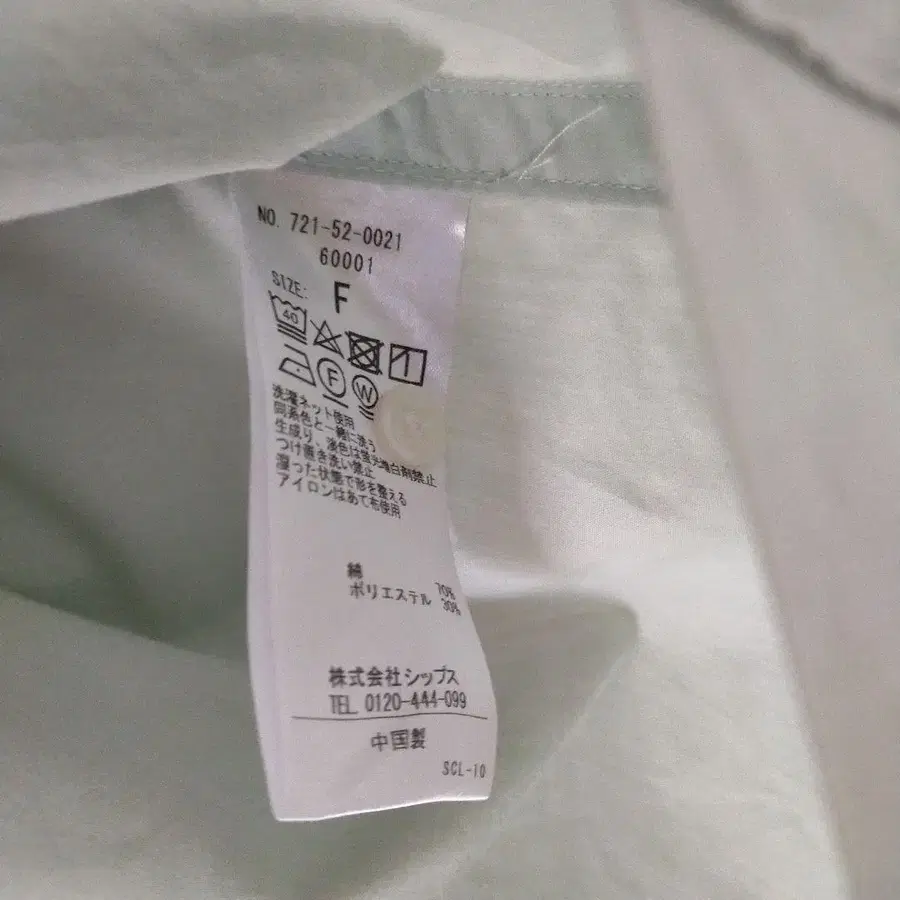 NO. 721-52-0021
60001
SIZE: F
40
F W
洗濯ネット使用
同系色と一緒に洗う
生成り、淡色は蛍光増白剤禁止
つけ置き洗い禁止
湿った状態で形を整える
アイロンはあて布使用
綿 70%
ポリエステル 30%
株式会社シップス
TEL 0120-444-099
中国製
SCL-10